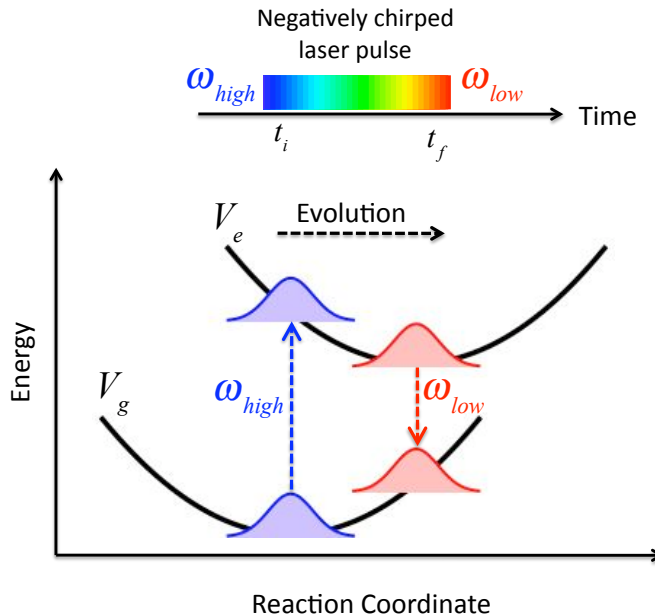 Negatively chirped
laser pulse
ω_high
ω_low
Time
t_i
t_f
V_e
Evolution
Energy
V_g
ω_high
ω_low
Reaction Coordinate